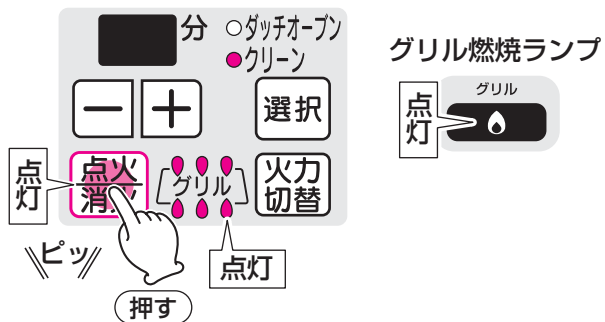 分
○ダッチオーブン
●クリーン
グリル燃焼ランプ
グリル
点灯
選択
点灯
点火
消火
グリル
火力
切替
ピッ
点灯
押す